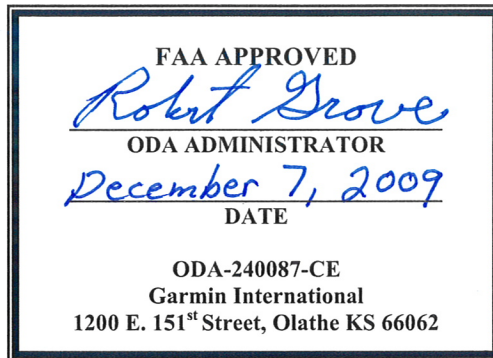 FAA APPROVED
Robert Grove
ODA ADMINISTRATOR
December 7, 2009
DATE
ODA-240087-CE
Garmin International
1200 E. 151st Street, Olathe KS 66062